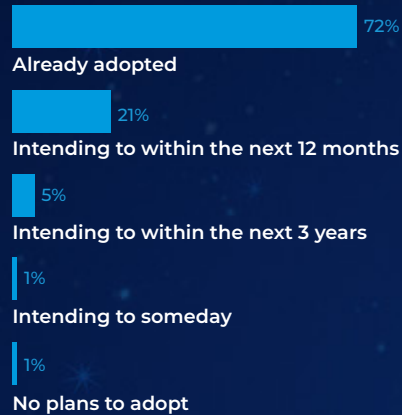 72%
Already adopted
21%
Intending to within the next 12 months
5%
Intending to within the next 3 years
1%
Intending to someday
1%
No plans to adopt